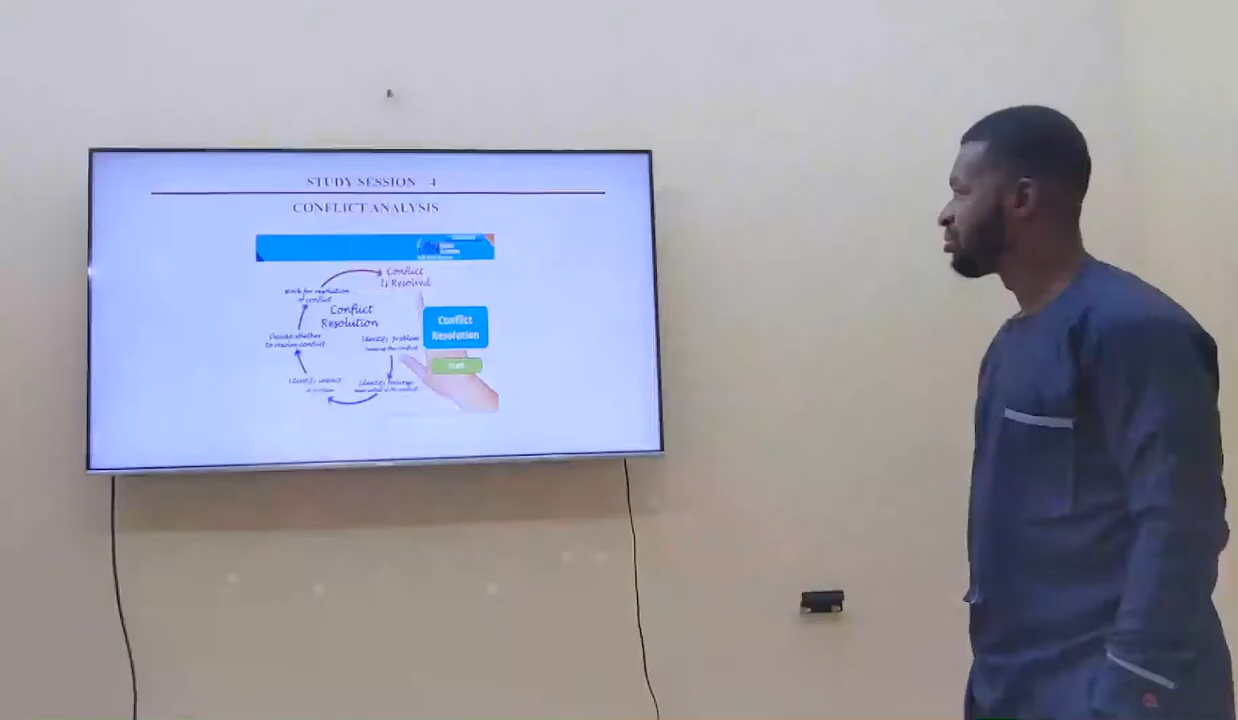 STUDY SESSION 4
CONFLICT ANALYSIS
Conflict
Is Resolved
Work for resolution
of conflict
Conflict
Resolution
Decide whether
to resolve conflict
Identify problem
Identify impact
Identify feelings
Conflict
Resolution